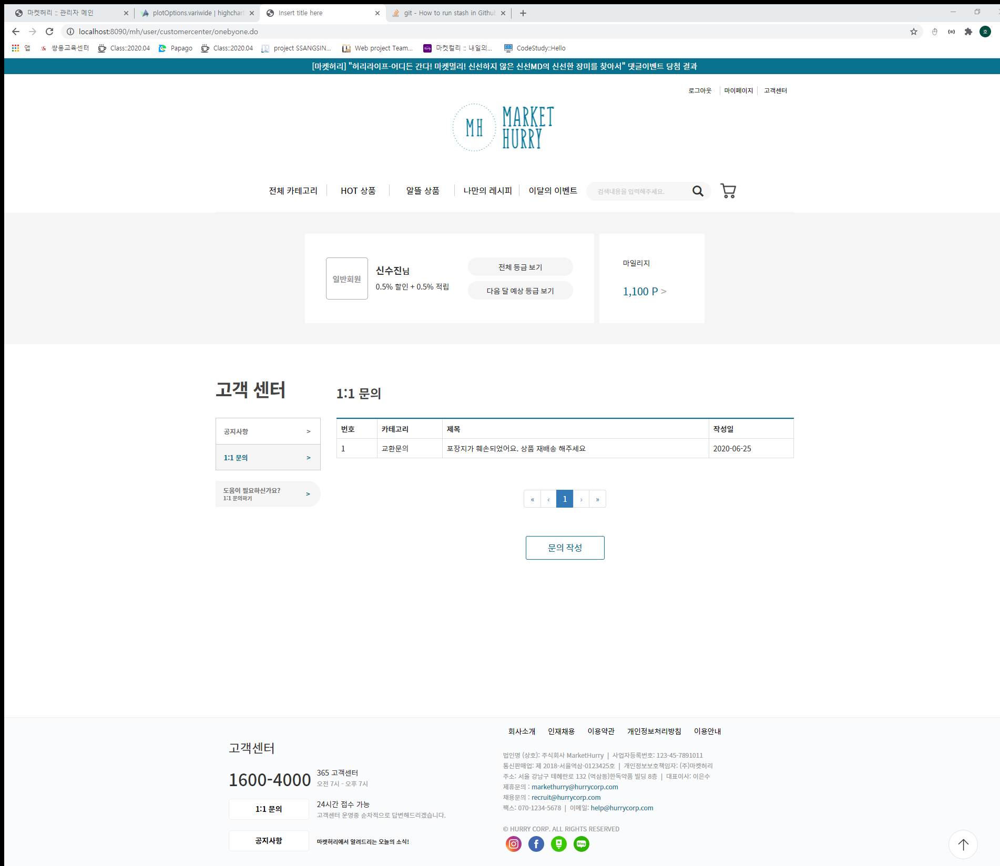 마켓허리 :: 관리자 메인
plotOptions.variwide | highchart
Insert title here
git - How to run stash in Githu
localhost:8090/mh/user/customercenter/onebyone.do
호
앱
쌍용교육센터
Class::2020.04
Papago
Class::2020.04
project SSANGSIN...
Web project Team...
마켓컬리 :: 내일의...
CodeStudy::Hello
[마켓허리] "허리라이프-어디든 간다! 마켓멀리! 신선하지 않은 신선MD의 신선한 장미를 찾아서" 댓글이벤트 당첨 결과
로그아웃 마이페이지 고객센터
MH MARKET
HURRY
전체 카테고리 HOT 상품 알뜰 상품 나만의 레시피 이달의 이벤트 검색내용을 입력해주세요.
일반회원
신수진님
0.5% 할인 + 0.5% 적립
전체 등급 보기
다음 달 예상 등급 보기
마일리지
1,100 P >
고객 센터
공지사항 >
1:1 문의 >
도움이 필요하신가요? >
1:1 문의하기
1:1 문의
번호 카테고리 제목 작성일
1 교환문의 포장지가 훼손되었어요. 상품 재배송 해주세요 2020-06-25
« ‹ 1 › »
문의 작성
고객센터
1600-4000
365 고객센터
오전 7시 - 오후 7시
1:1 문의
24시간 접수 가능
고객센터 운영중 순차적으로 답변해드리겠습니다.
공지사항
마켓허리에서 알려드리는 오늘의 소식!
회사소개 인재채용 이용약관 개인정보처리방침 이용안내
법인명 (상호): 주식회사 MarketHurry | 사업자등록번호: 123-45-7891011
통신판매업: 제 2018-서울역삼-0123425호 | 개인정보보호책임자: (주)마켓허리
주소: 서울 강남구 테헤란로 132 (역삼동)한독약품 빌딩 8층 | 대표이사: 이은수
제휴문의 : markethurry@hurrycorp.com
채용문의 : recruit@hurrycorp.com
팩스: 070-1234-5678 | 이메일: help@hurrycorp.com
© HURRY CORP. ALL RIGHTS RESERVED
N
blog